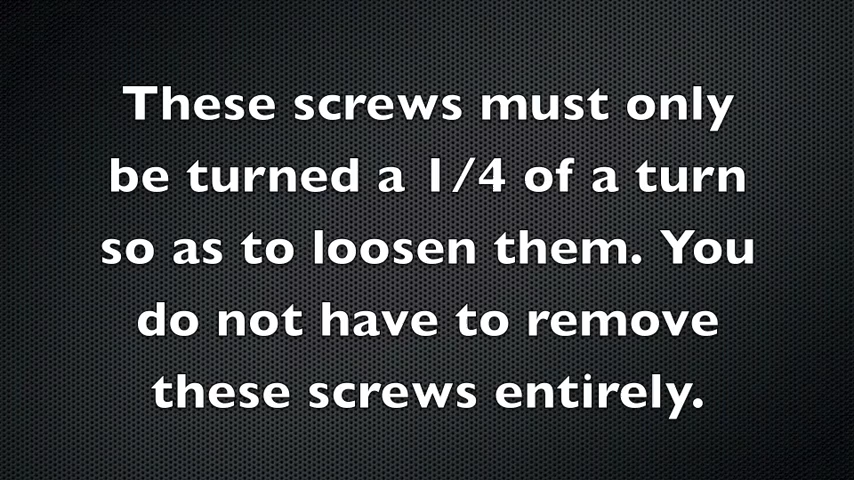 These screws must only
be turned a 1/4 of a turn
so as to loosen them. You
do not have to remove
these screws entirely.